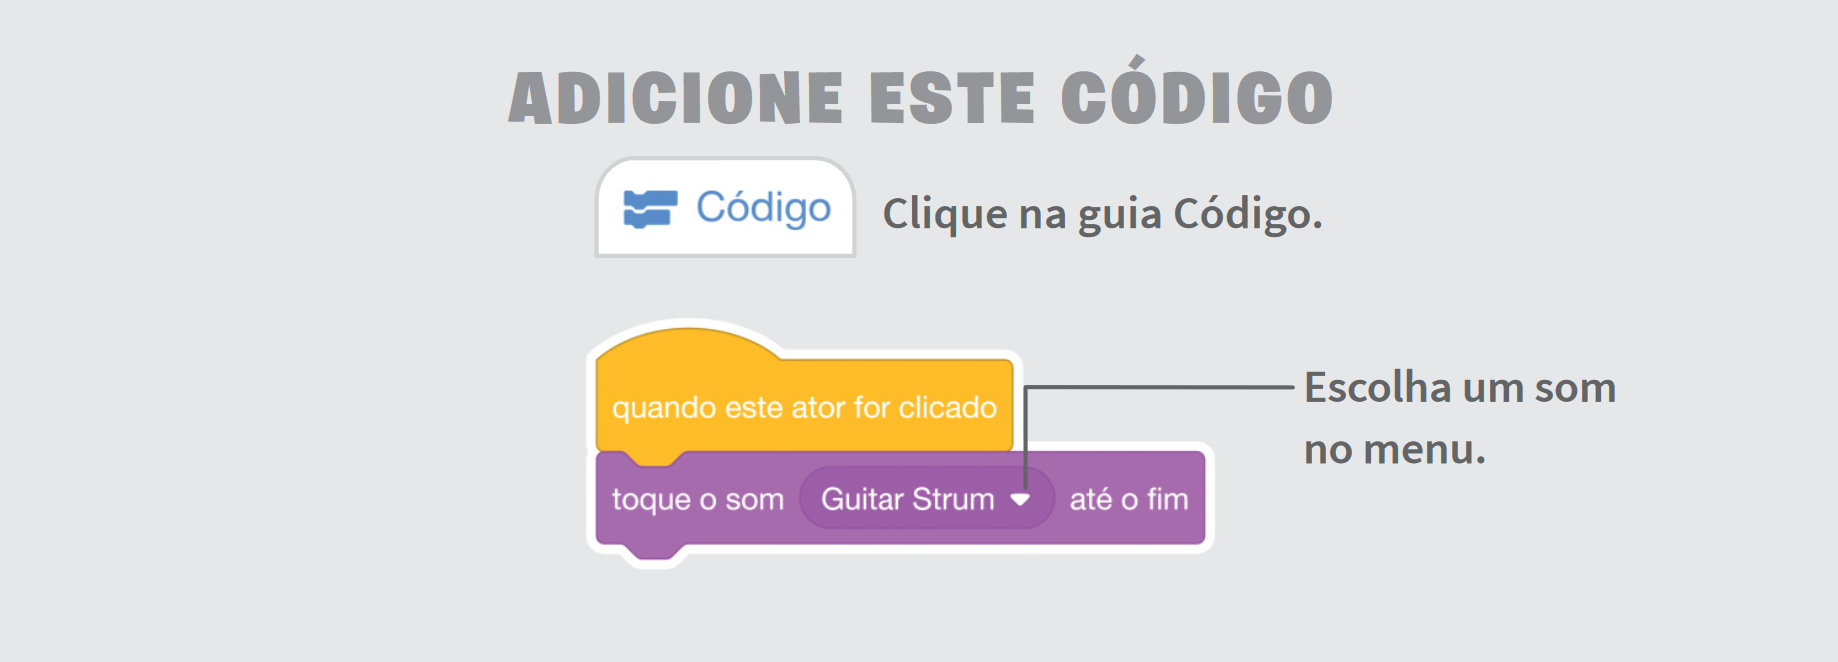 ADICIONE ESTE CÓDIGO
Código
Clique na guia Código.
quando este ator for clicado
Escolha um som
no menu.
toque o som Guitar Strum até o fim